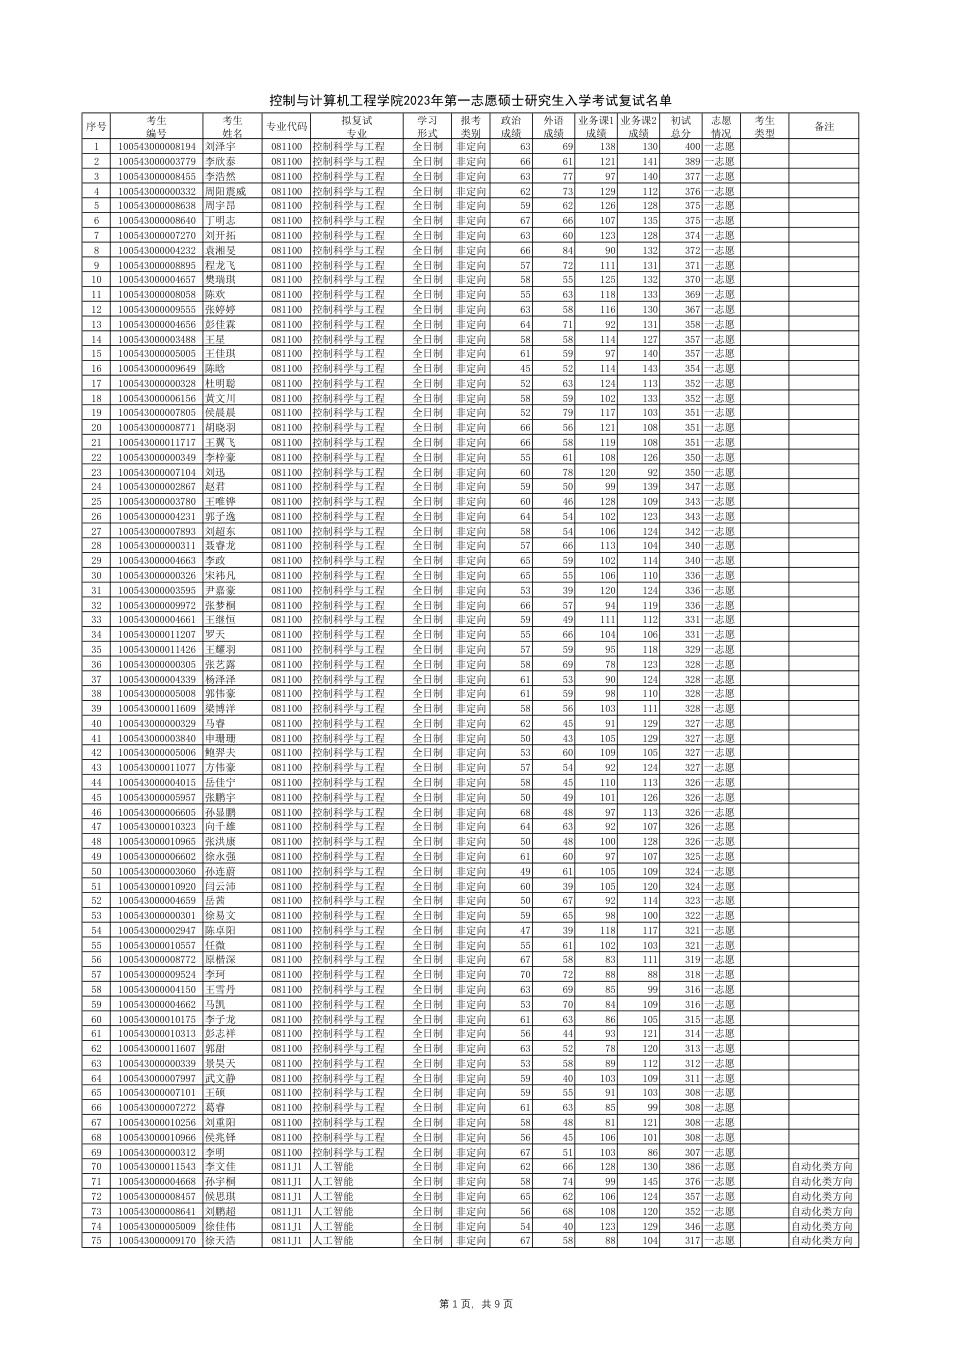 控制与计算机工程学院2023年第一志愿硕士研究生入学考试复试名单
序号 考生编号 考生姓名 专业代码 拟复试专业 学习形式 报考类别 政治成绩 外语成绩 业务课1成绩 业务课2成绩 初试总分 志愿情况 考生类型 备注
1 100543000008194 刘泽宇 081100 控制科学与工程 全日制 非定向 63 69 138 130 400 一志愿
2 100543000003779 李欣泰 081100 控制科学与工程 全日制 非定向 66 61 121 141 389 一志愿
3 100543000008455 李浩然 081100 控制科学与工程 全日制 非定向 63 77 97 140 377 一志愿
4 100543000000332 周阳震威 081100 控制科学与工程 全日制 非定向 62 73 129 112 376 一志愿
5 100543000008638 周宇昂 081100 控制科学与工程 全日制 非定向 59 62 126 128 375 一志愿
6 100543000008640 丁明志 081100 控制科学与工程 全日制 非定向 67 66 107 135 375 一志愿
7 100543000007270 刘开拓 081100 控制科学与工程 全日制 非定向 63 60 123 128 374 一志愿
8 100543000004232 袁湘旻 081100 控制科学与工程 全日制 非定向 66 84 90 132 372 一志愿
9 100543000008895 程龙飞 081100 控制科学与工程 全日制 非定向 57 72 111 131 371 一志愿
10 100543000004657 樊瑞琪 081100 控制科学与工程 全日制 非定向 58 55 125 132 370 一志愿
11 100543000008058 陈欢 081100 控制科学与工程 全日制 非定向 55 63 118 133 369 一志愿
12 100543000009555 张婷婷 081100 控制科学与工程 全日制 非定向 63 58 116 130 367 一志愿
13 100543000004656 彭佳霖 081100 控制科学与工程 全日制 非定向 64 71 92 131 358 一志愿
14 100543000003488 王星 081100 控制科学与工程 全日制 非定向 58 58 114 127 357 一志愿
15 100543000005005 王佳琪 081100 控制科学与工程 全日制 非定向 61 59 97 140 357 一志愿
16 100543000009649 陈晗 081100 控制科学与工程 全日制 非定向 45 52 114 143 354 一志愿
17 100543000000328 杜明聪 081100 控制科学与工程 全日制 非定向 52 63 124 113 352 一志愿
18 100543000006156 黄文川 081100 控制科学与工程 全日制 非定向 58 59 102 133 352 一志愿
19 100543000007805 侯晨晨 081100 控制科学与工程 全日制 非定向 52 79 117 103 351 一志愿
20 100543000008771 胡晓羽 081100 控制科学与工程 全日制 非定向 66 56 121 108 351 一志愿
21 100543000011717 王翼飞 081100 控制科学与工程 全日制 非定向 66 58 119 108 351 一志愿
22 100543000000349 李梓豪 081100 控制科学与工程 全日制 非定向 55 61 108 126 350 一志愿
23 100543000007104 刘迅 081100 控制科学与工程 全日制 非定向 60 78 120 92 350 一志愿
24 100543000002867 赵君 081100 控制科学与工程 全日制 非定向 59 50 99 139 347 一志愿
25 100543000003780 王唯铧 081100 控制科学与工程 全日制 非定向 60 46 128 109 343 一志愿
26 100543000004231 郭子逸 081100 控制科学与工程 全日制 非定向 64 54 102 123 343 一志愿
27 100543000007893 刘超东 081100 控制科学与工程 全日制 非定向 58 54 106 124 342 一志愿
28 100543000000311 聂睿龙 081100 控制科学与工程 全日制 非定向 57 66 113 104 340 一志愿
29 100543000004663 李政 081100 控制科学与工程 全日制 非定向 65 59 102 114 340 一志愿
30 100543000000326 宋祎凡 081100 控制科学与工程 全日制 非定向 65 55 106 110 336 一志愿
31 100543000003595 尹嘉豪 081100 控制科学与工程 全日制 非定向 53 39 120 124 336 一志愿
32 100543000009972 张梦桐 081100 控制科学与工程 全日制 非定向 66 57 94 119 336 一志愿
33 100543000004661 王继恒 081100 控制科学与工程 全日制 非定向 59 49 111 112 331 一志愿
34 100543000011207 罗天 081100 控制科学与工程 全日制 非定向 55 66 104 106 331 一志愿
35 100543000011426 王耀羽 081100 控制科学与工程 全日制 非定向 57 59 95 118 329 一志愿
36 100543000000305 张艺露 081100 控制科学与工程 全日制 非定向 58 69 78 123 328 一志愿
37 100543000004339 杨泽泽 081100 控制科学与工程 全日制 非定向 61 53 90 124 328 一志愿
38 100543000005008 郭伟豪 081100 控制科学与工程 全日制 非定向 61 59 98 110 328 一志愿
39 100543000011609 梁博洋 081100 控制科学与工程 全日制 非定向 58 56 103 111 328 一志愿
40 100543000000329 马睿 081100 控制科学与工程 全日制 非定向 62 45 91 129 327 一志愿
41 100543000003840 申珊珊 081100 控制科学与工程 全日制 非定向 50 43 105 129 327 一志愿
42 100543000005006 鲍羿夫 081100 控制科学与工程 全日制 非定向 53 60 109 105 327 一志愿
43 100543000011077 方伟豪 081100 控制科学与工程 全日制 非定向 57 54 92 124 327 一志愿
44 100543000004015 岳佳宁 081100 控制科学与工程 全日制 非定向 58 45 110 113 326 一志愿
45 100543000005957 张鹏宇 081100 控制科学与工程 全日制 非定向 50 49 101 126 326 一志愿
46 100543000006605 孙显鹏 081100 控制科学与工程 全日制 非定向 68 48 97 113 326 一志愿
47 100543000010323 向千雄 081100 控制科学与工程 全日制 非定向 64 63 92 107 326 一志愿
48 100543000010965 张洪康 081100 控制科学与工程 全日制 非定向 50 48 100 128 326 一志愿
49 100543000006602 徐永强 081100 控制科学与工程 全日制 非定向 61 60 97 107 325 一志愿
50 100543000003060 孙连蔚 081100 控制科学与工程 全日制 非定向 49 61 105 109 324 一志愿
51 100543000010920 闫云沛 081100 控制科学与工程 全日制 非定向 60 39 105 120 324 一志愿
52 100543000004659 岳茜 081100 控制科学与工程 全日制 非定向 50 67 92 114 323 一志愿
53 100543000000301 徐易文 081100 控制科学与工程 全日制 非定向 59 65 98 100 322 一志愿
54 100543000002947 陈卓阳 081100 控制科学与工程 全日制 非定向 47 39 118 117 321 一志愿
55 100543000010557 任微 081100 控制科学与工程 全日制 非定向 55 61 102 103 321 一志愿
56 100543000008772 原楷深 081100 控制科学与工程 全日制 非定向 67 58 83 111 319 一志愿
57 100543000009524 李珂 081100 控制科学与工程 全日制 非定向 70 72 88 88 318 一志愿
58 100543000004150 王雪丹 081100 控制科学与工程 全日制 非定向 63 69 85 99 316 一志愿
59 100543000004662 马凯 081100 控制科学与工程 全日制 非定向 53 70 84 109 316 一志愿
60 100543000010175 李子龙 081100 控制科学与工程 全日制 非定向 61 63 86 105 315 一志愿
61 100543000010313 彭志祥 081100 控制科学与工程 全日制 非定向 56 44 93 121 314 一志愿
62 100543000011607 郭甜 081100 控制科学与工程 全日制 非定向 63 52 78 120 313 一志愿
63 100543000000339 景昊天 081100 控制科学与工程 全日制 非定向 53 58 89 112 312 一志愿
64 100543000007997 武文静 081100 控制科学与工程 全日制 非定向 59 40 103 109 311 一志愿
65 100543000007101 王硕 081100 控制科学与工程 全日制 非定向 59 55 91 103 308 一志愿
66 100543000007272 葛睿 081100 控制科学与工程 全日制 非定向 61 63 85 99 308 一志愿
67 100543000010256 刘重阳 081100 控制科学与工程 全日制 非定向 58 48 81 121 308 一志愿
68 100543000010966 侯兆铎 081100 控制科学与工程 全日制 非定向 56 45 106 101 308 一志愿
69 100543000000312 李明 081100 控制科学与工程 全日制 非定向 67 51 103 86 307 一志愿
70 100543000011543 李文佳 0811J1 人工智能 全日制 非定向 62 66 128 130 386 一志愿 自动化类方向
71 100543000004668 孙宇桐 0811J1 人工智能 全日制 非定向 58 74 99 145 376 一志愿 自动化类方向
72 100543000008457 候思琪 0811J1 人工智能 全日制 非定向 65 62 106 124 357 一志愿 自动化类方向
73 100543000008641 刘鹏超 0811J1 人工智能 全日制 非定向 56 68 108 120 352 一志愿 自动化类方向
74 100543000005009 徐佳伟 0811J1 人工智能 全日制 非定向 54 40 123 129 346 一志愿 自动化类方向
75 100543000009170 徐天浩 0811J1 人工智能 全日制 非定向 67 58 88 104 317 一志愿 自动化类方向
第 1 页，共 9 页